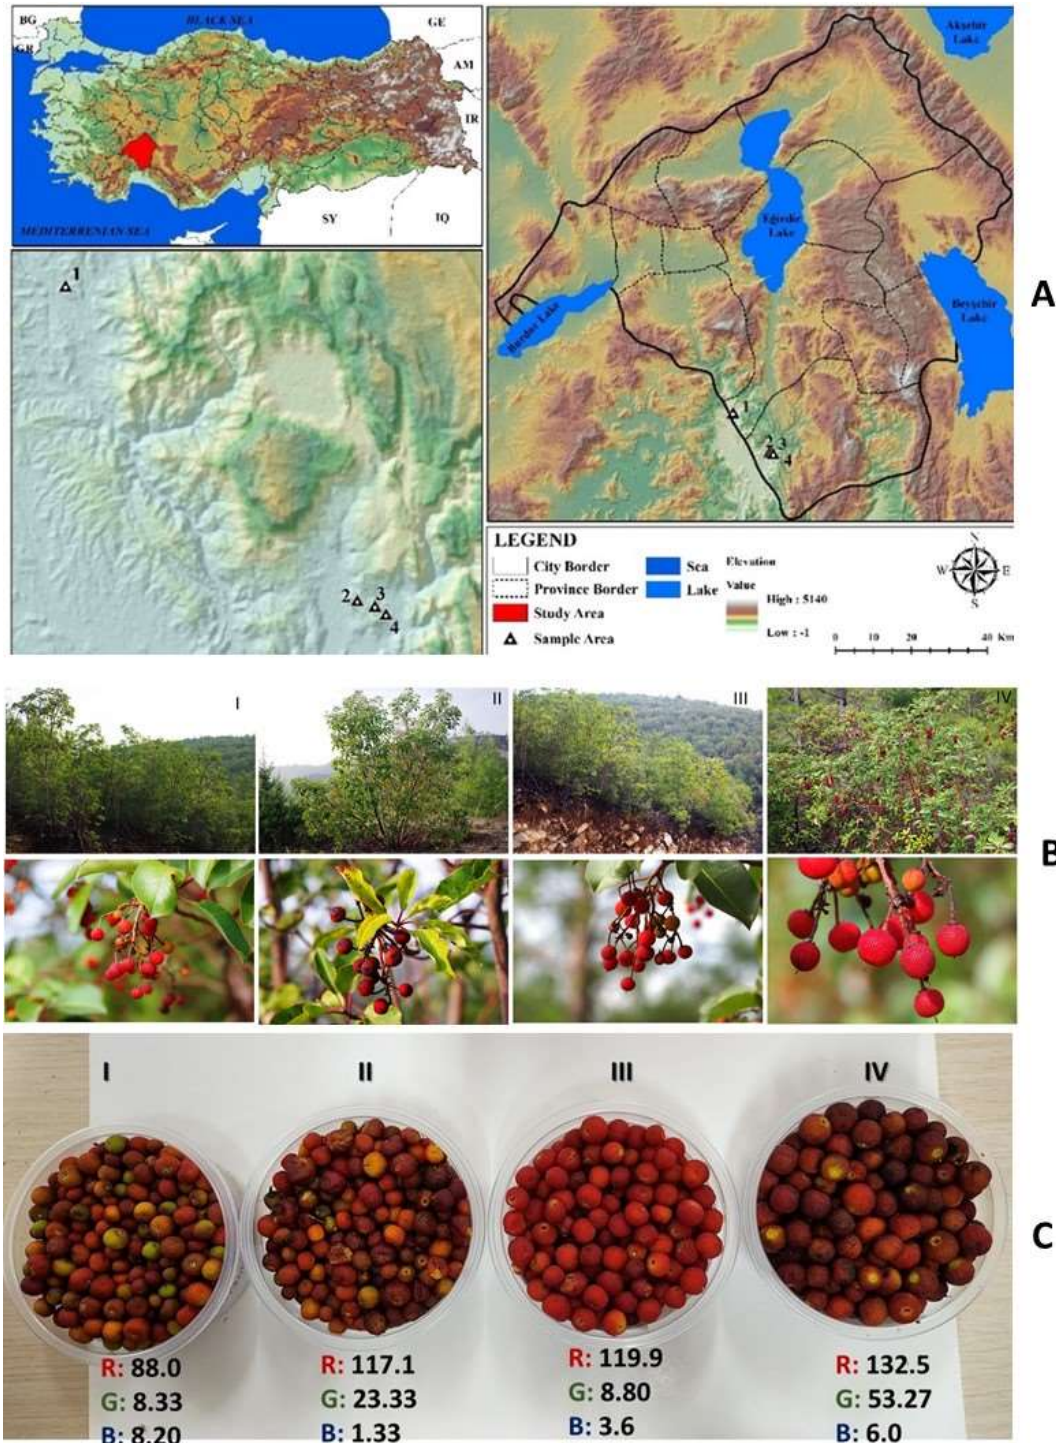 BG
BLACK SEA
GE
GR
AM
IR
SY
IQ
MEDITERRENIAN SEA
Akşehir
Lake
Eğirdir
Lake
Burdur Lake
Beyşehir
Lake
1
2 3
4
A
1
2 3
4
LEGEND
City Border
Province Border
Study Area
Sample Area
Sea
Lake
Elevation
Value
High : 5140
Low : -1
N
W E
S
0 10 20 40 Km
I II III IV
B
I II III IV
C
R: 88.0 R: 117.1 R: 119.9 R: 132.5
G: 8.33 G: 23.33 G: 8.80 G: 53.27
B: 8.20 B: 1.33 B: 3.6 B: 6.0